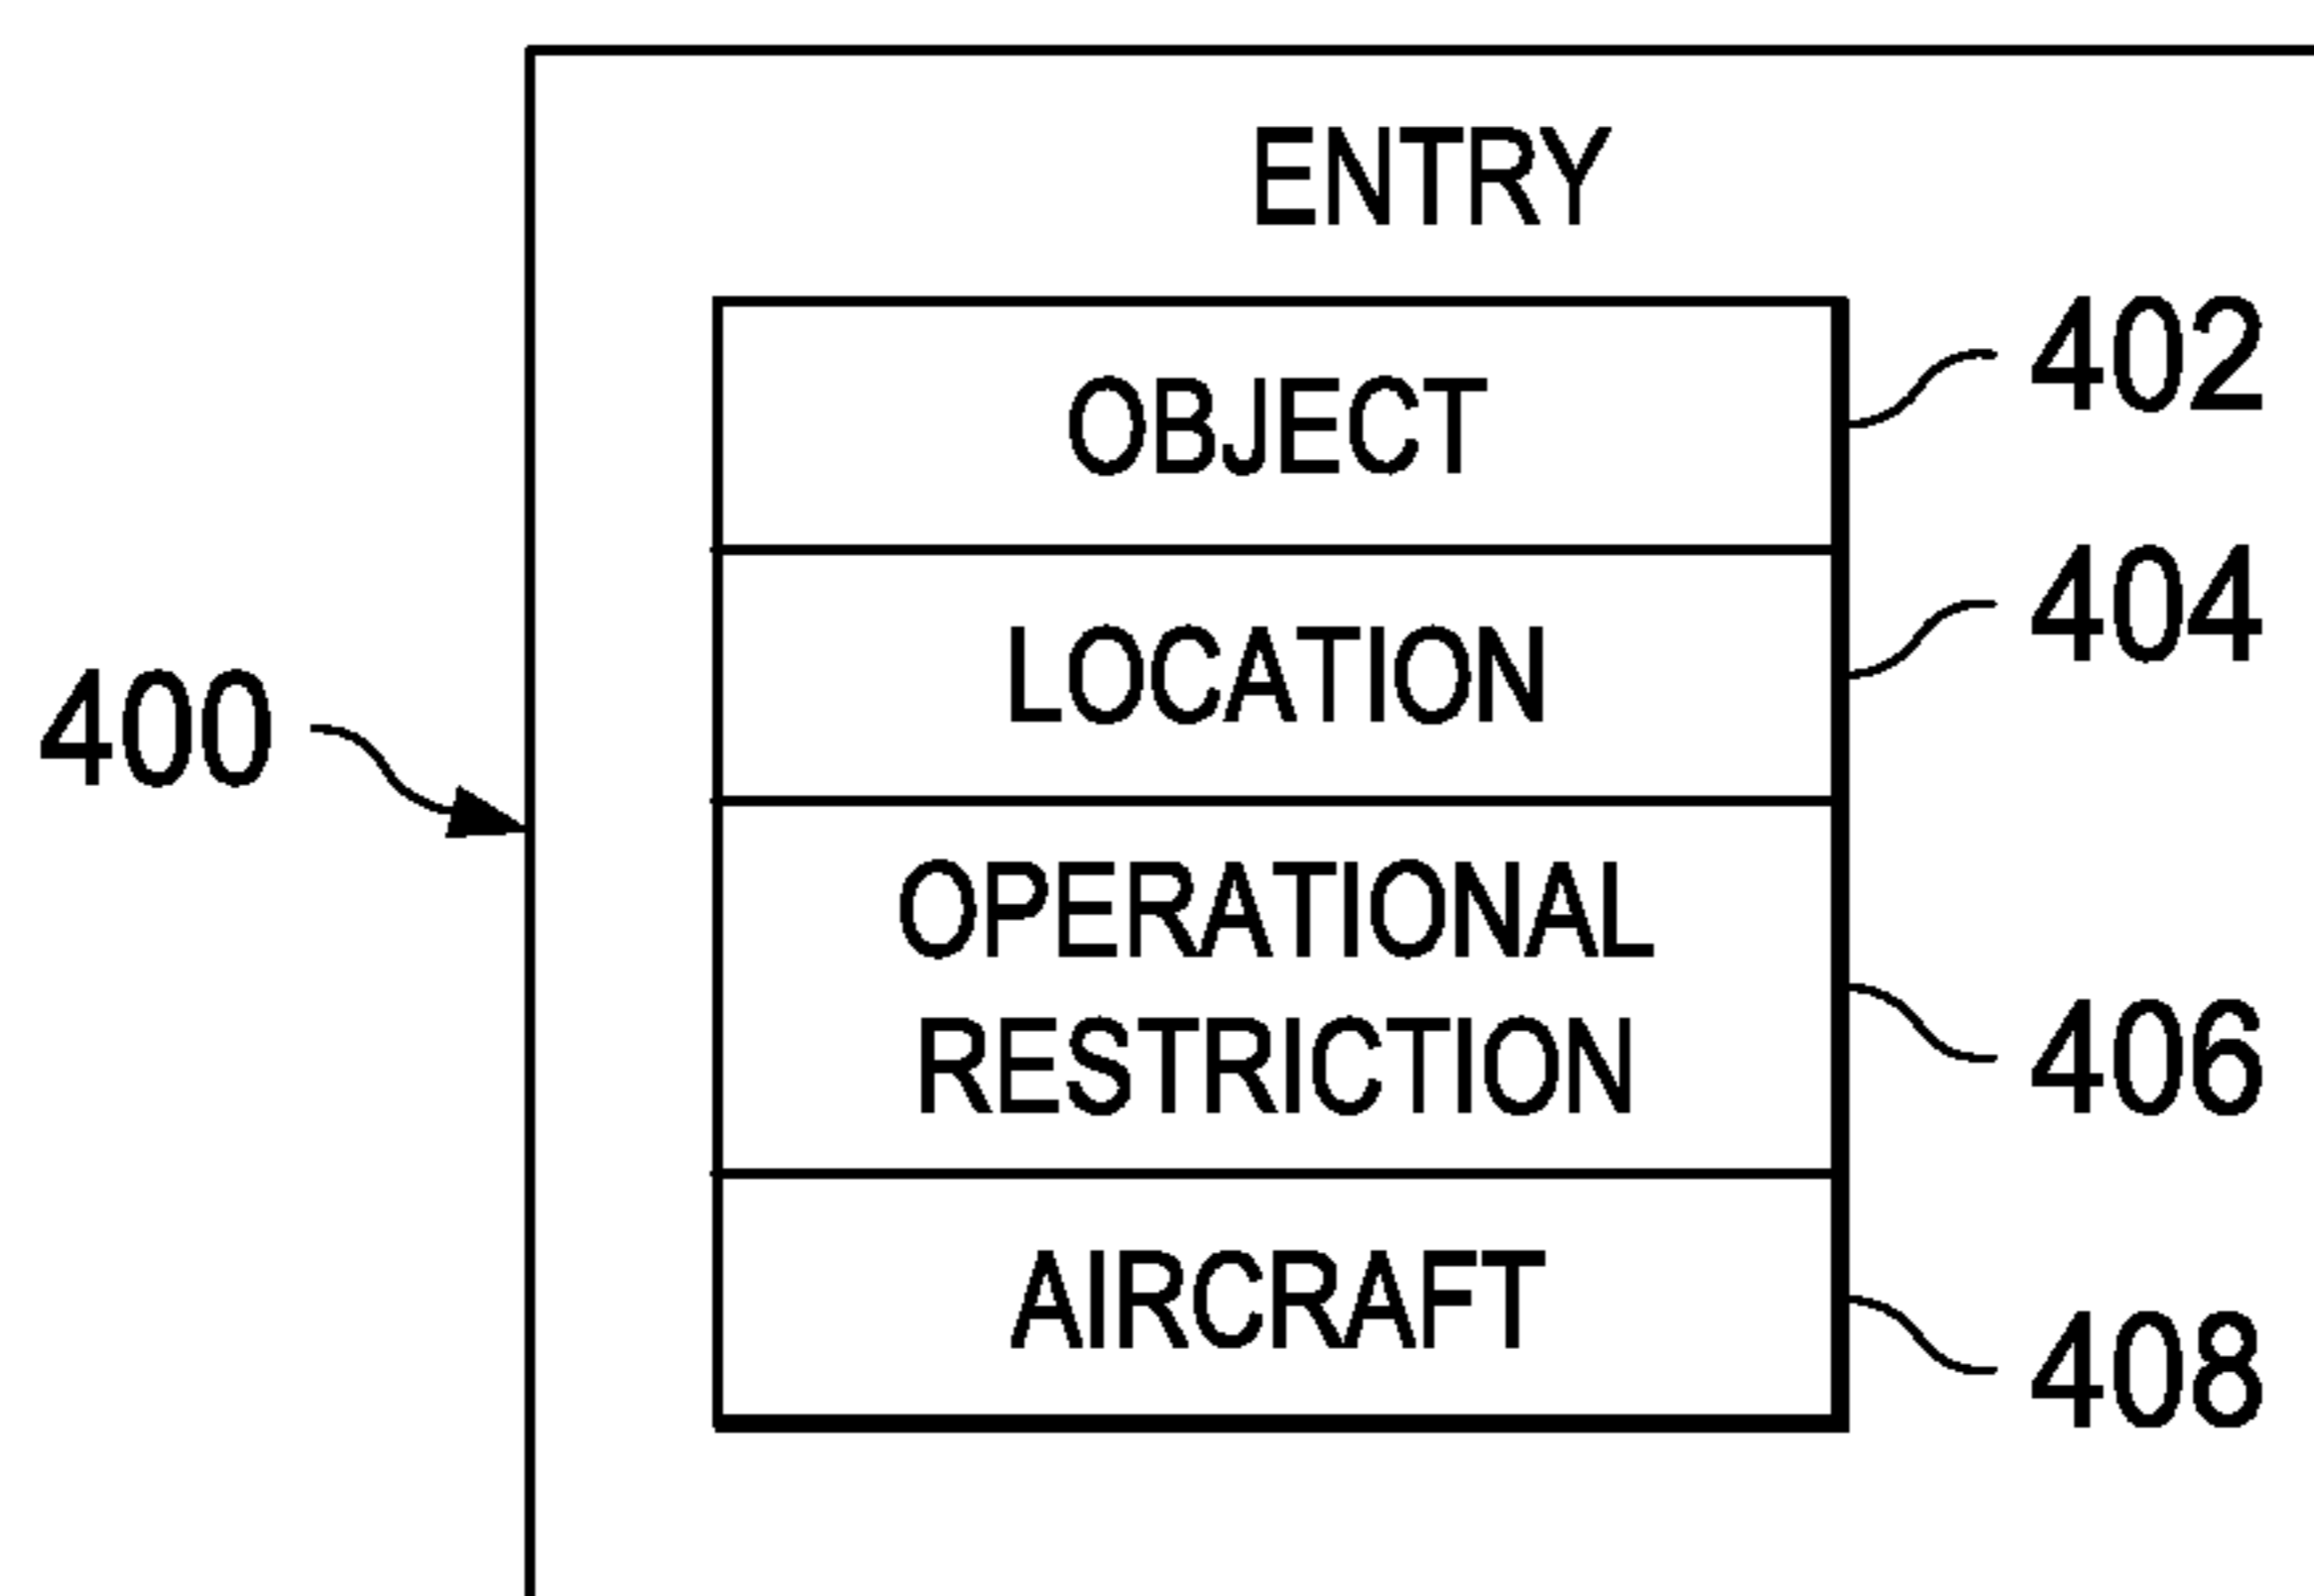 ENTRY
OBJECT
402
LOCATION
404
400
OPERATIONAL
RESTRICTION
406
AIRCRAFT
408